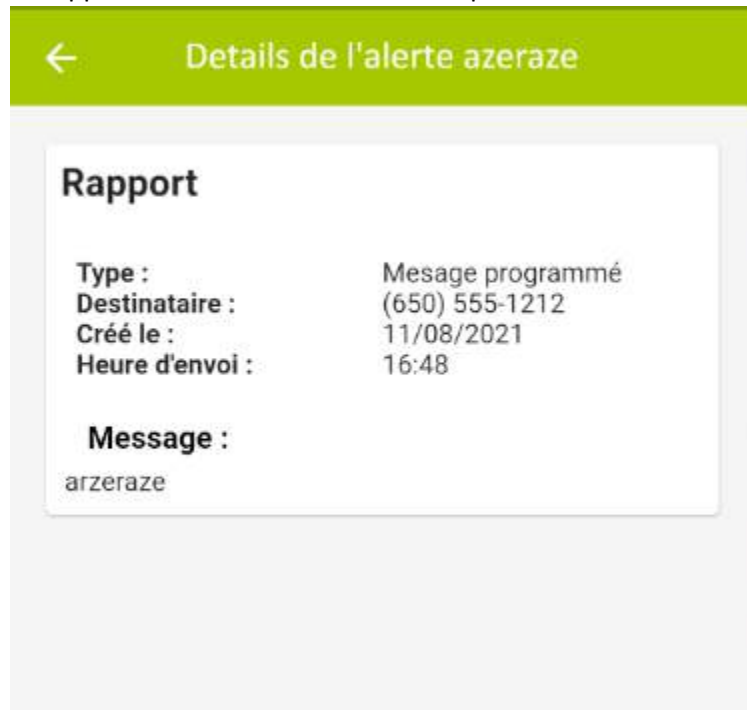 Details de l'alerte azeraze
Rapport
Type : Mesage programmé
Destinataire : (650) 555-1212
Créé le : 11/08/2021
Heure d'envoi : 16:48
Message :
arzeraze